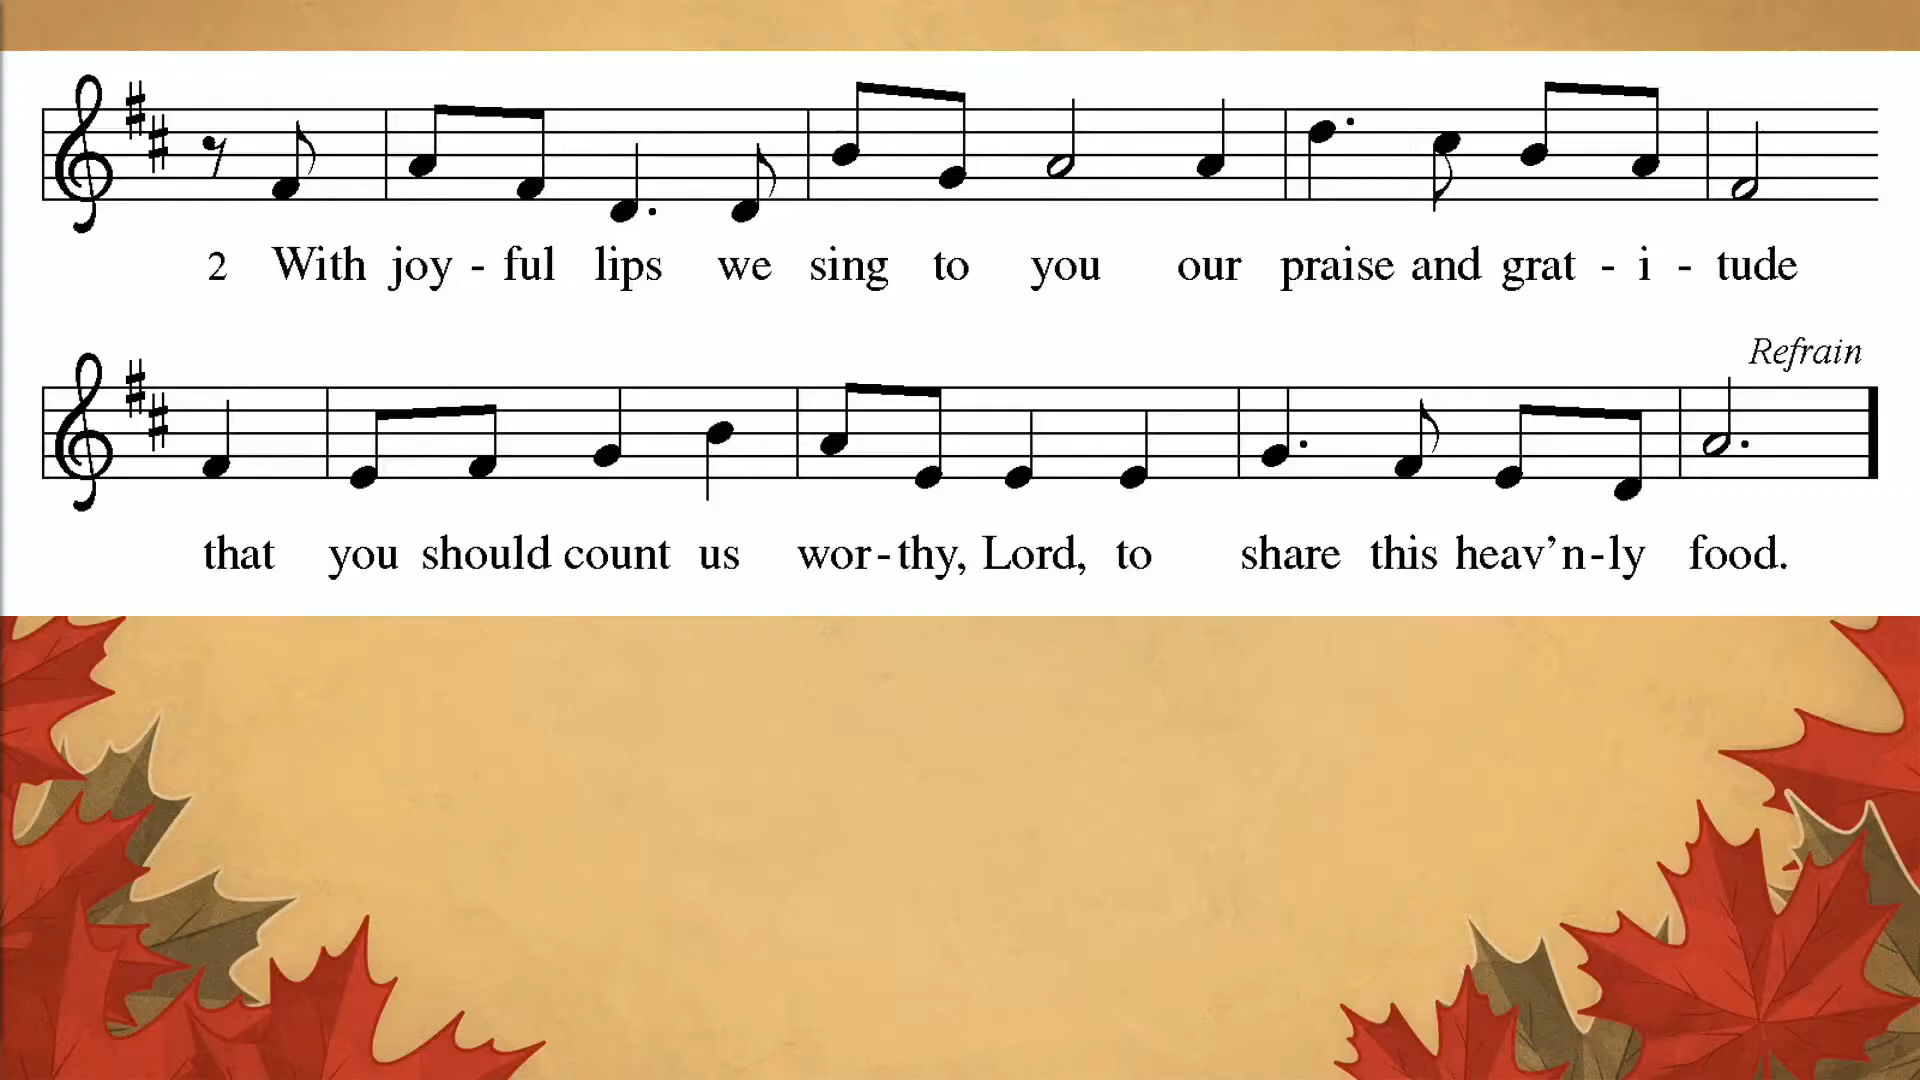 2 With joy - ful lips we sing to you our praise and grat - i - tude
Refrain
that you should count us wor - thy, Lord, to share this heav’n - ly food.